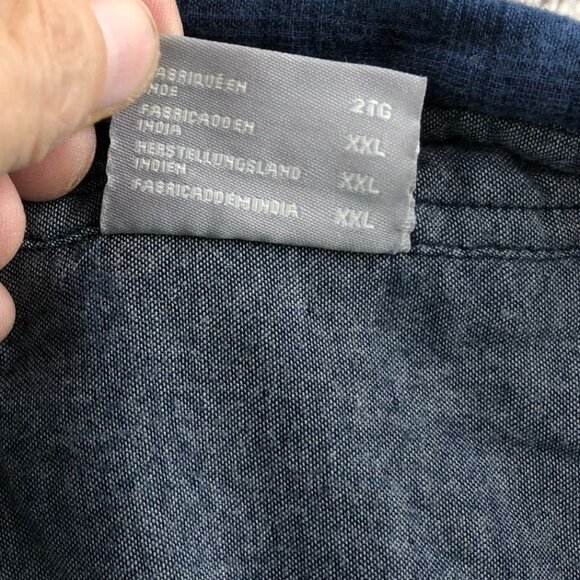 FABRIQUÉ EN
INDE 2TG
FABRICADO EN
INDIA XXL
HERSTELLUNGSLAND
INDIEN XXL
FABRICADO EM INDIA XXL